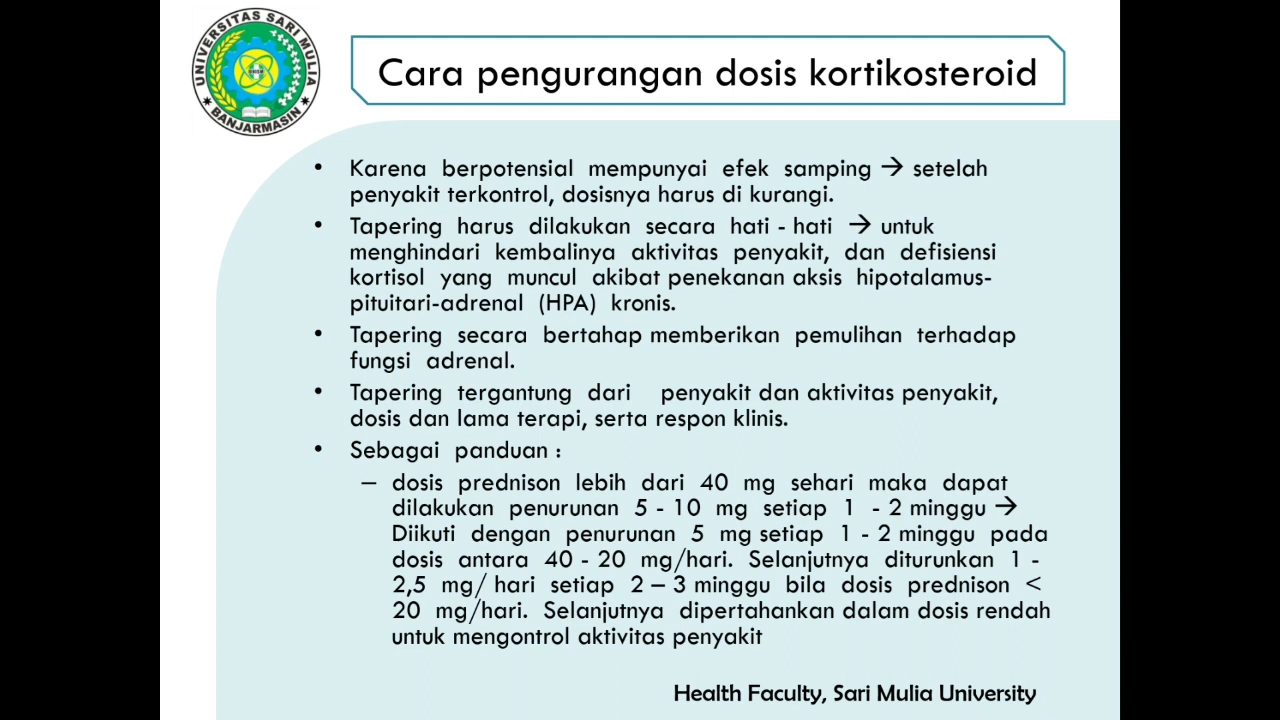 UNIVERSITAS SARI MULIA
BANJARMASIN
Cara pengurangan dosis kortikosteroid
• Karena berpotensial mempunyai efek samping → setelah
penyakit terkontrol, dosisnya harus di kurangi.
• Tapering harus dilakukan secara hati - hati → untuk
menghindari kembalinya aktivitas penyakit, dan defisiensi
kortisol yang muncul akibat penekanan aksis hipotalamus-
pituitari-adrenal (HPA) kronis.
• Tapering secara bertahap memberikan pemulihan terhadap
fungsi adrenal.
• Tapering tergantung dari penyakit dan aktivitas penyakit,
dosis dan lama terapi, serta respon klinis.
• Sebagai panduan :
– dosis prednison lebih dari 40 mg sehari maka dapat
dilakukan penurunan 5 - 10 mg setiap 1 - 2 minggu →
Diikuti dengan penurunan 5 mg setiap 1 - 2 minggu pada
dosis antara 40 - 20 mg/hari. Selanjutnya diturunkan 1 -
2,5 mg/ hari setiap 2 – 3 minggu bila dosis prednison <
20 mg/hari. Selanjutnya dipertahankan dalam dosis rendah
untuk mengontrol aktivitas penyakit
Health Faculty, Sari Mulia University